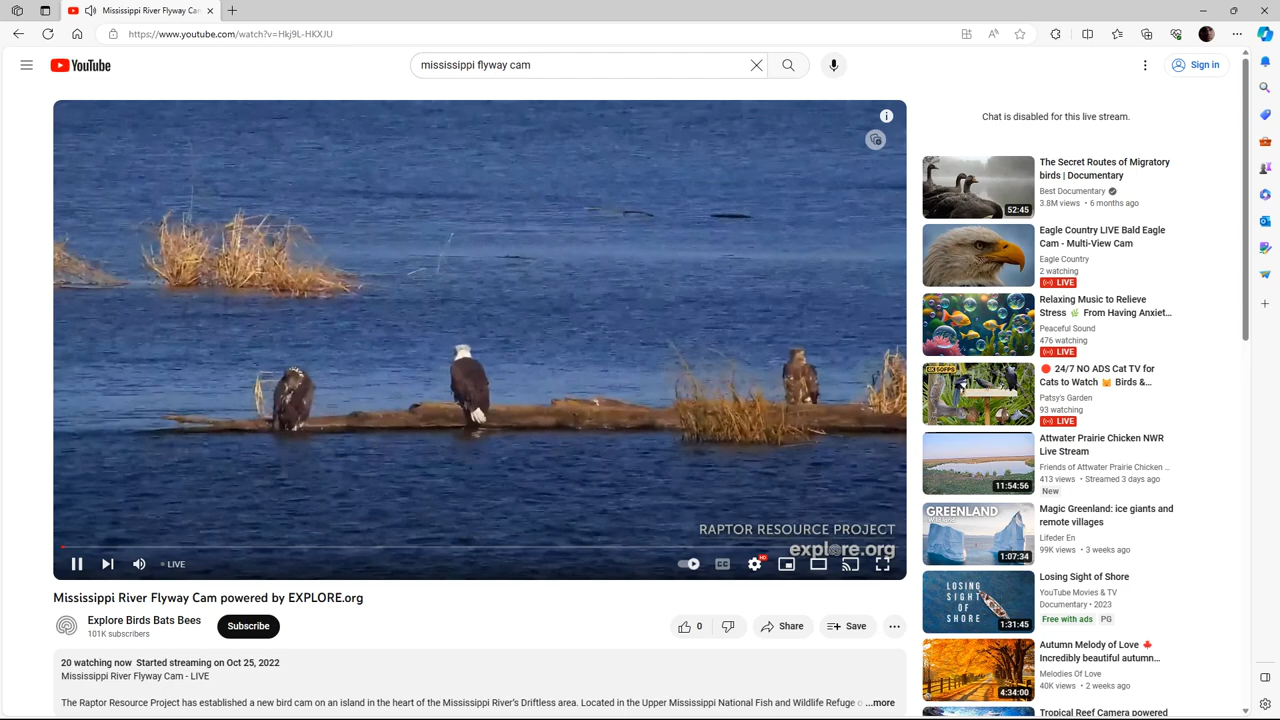 Mississippi River Flyway Cam
https://www.youtube.com/watch?v=Hkj9L-HKXJU
YouTube
mississippi flyway cam
Sign in
RAPTOR RESOURCE PROJECT
explore.org
LIVE
CC
HD
Mississippi River Flyway Cam powered by EXPLORE.org
Explore Birds Bats Bees
101K subscribers
Subscribe
0
Share
Save
20 watching now Started streaming on Oct 25, 2022
Mississippi River Flyway Cam - LIVE
The Raptor Resource Project has established a new bird cam on island in the heart of the Mississippi River's Driftless area. Located in the Upper Mississippi National Fish and Wildlife Refuge o ...more
Chat is disabled for this live stream.
52:45
The Secret Routes of Migratory
birds | Documentary
Best Documentary
3.8M views • 6 months ago
Eagle Country LIVE Bald Eagle
Cam - Multi-View Cam
Eagle Country
2 watching
LIVE
Relaxing Music to Relieve
Stress 🌿 From Having Anxiet...
Peaceful Sound
476 watching
LIVE
🔴 24/7 NO ADS Cat TV for
Cats to Watch 😺 Birds &...
Patsy's Garden
93 watching
LIVE
11:54:56
Attwater Prairie Chicken NWR
Live Stream
Friends of Attwater Prairie Chicken ...
413 views • Streamed 3 days ago
New
GREENLAND
1:07:34
Magic Greenland: ice giants and
remote villages
Lifeder En
99K views • 3 weeks ago
LOSING
SIGHT
OF
SHORE
1:31:45
Losing Sight of Shore
YouTube Movies & TV
Documentary • 2023
Free with ads PG
4:34:00
Autumn Melody of Love 🍁
Incredibly beautiful autumn...
Melodies Of Love
40K views • 2 weeks ago
Tropical Reef Camera powered